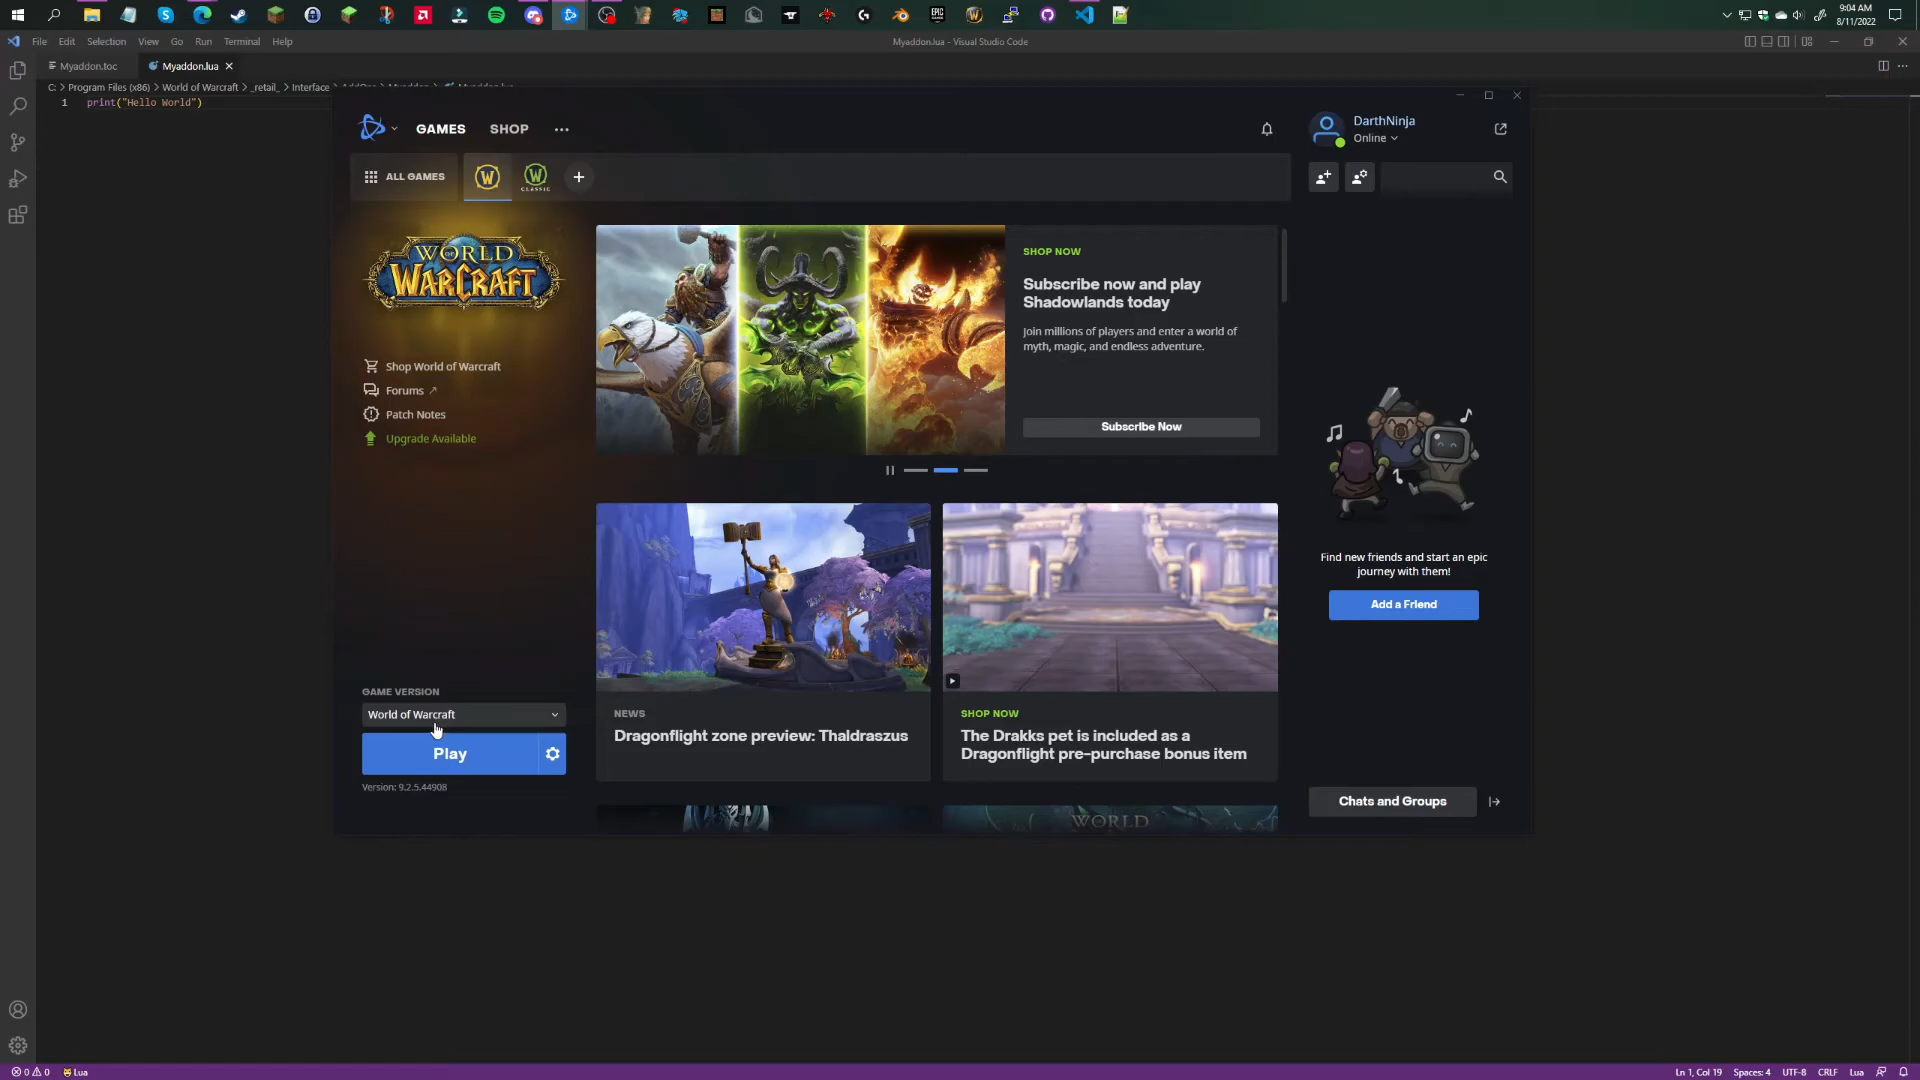 9:04 AM
8/11/2022
File Edit Selection View Go Run Terminal Help
Myaddon.lua - Visual Studio Code
Myaddon.toc
Myaddon.lua
C: > Program Files (x86) > World of Warcraft > _retail_ > Interface
1 print("Hello World")
GAMES SHOP
DarthNinja
Online
ALL GAMES
CLASSIC
WORLD OF WARCRAFT
Shop World of Warcraft
Forums
Patch Notes
Upgrade Available
SHOP NOW
Subscribe now and play
Shadowlands today
Join millions of players and enter a world of
myth, magic, and endless adventure.
Subscribe Now
Find new friends and start an epic
journey with them!
Add a Friend
GAME VERSION
World of Warcraft
Play
Version: 9.2.5.44908
NEWS
Dragonflight zone preview: Thaldraszus
SHOP NOW
The Drakks pet is included as a
Dragonflight pre-purchase bonus item
WORLD
Chats and Groups
0 0 Lua
Ln 1, Col 19 Spaces: 4 UTF-8 CRLF Lua